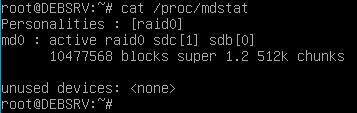 root@DEBSRV:~# cat /proc/mdstat
Personalities : [raid0]
md0 : active raid0 sdc[1] sdb[0]
      10477568 blocks super 1.2 512k chunks

unused devices: <none>
root@DEBSRV:~#